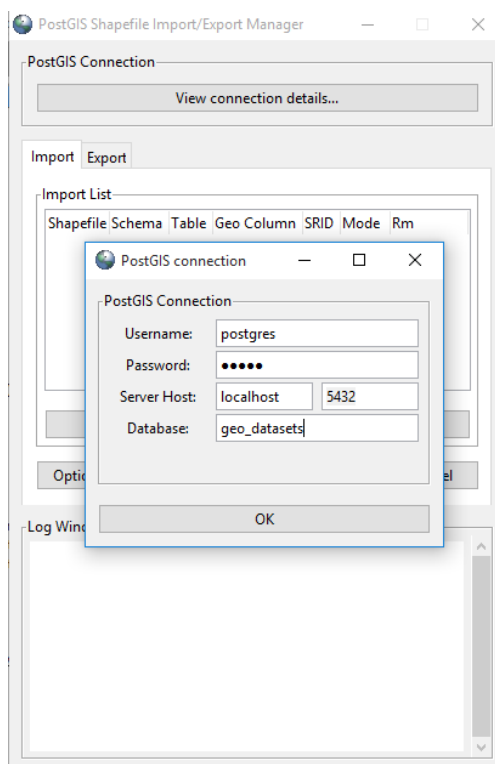 PostGIS Shapefile Import/Export Manager
PostGIS Connection
View connection details...
Import Export
Import List
Shapefile Schema Table Geo Column SRID Mode Rm
PostGIS connection
PostGIS Connection
Username: postgres
Password: •••••
Server Host: localhost 5432
Database: geo_datasets
OK
Log